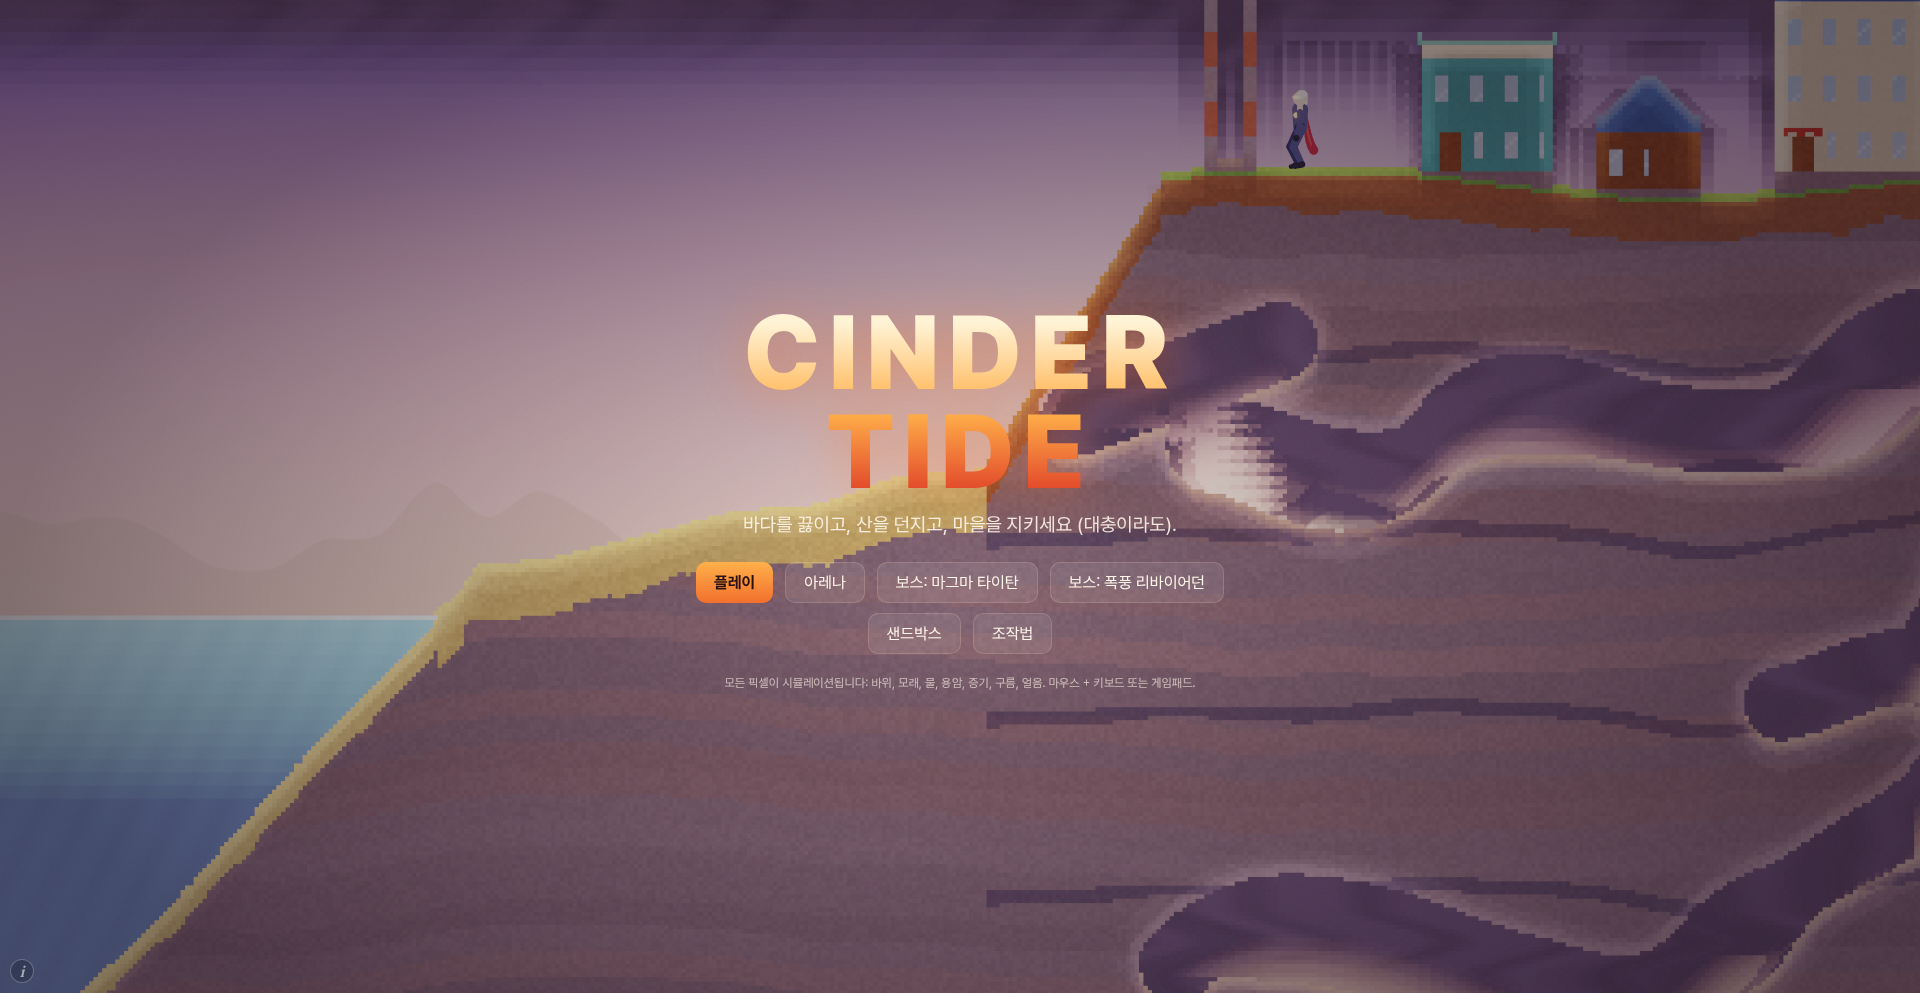 CINDER
TIDE
바다를 끓이고, 산을 던지고, 마을을 지키세요 (대충이라도).
플레이
아레나
보스: 마그마 타이탄
보스: 폭풍 리바이어던
샌드박스
조작법
모든 픽셀이 시뮬레이션됩니다: 바위, 모래, 물, 용암, 증기, 구름, 얼음. 마우스 + 키보드 또는 게임패드.
i